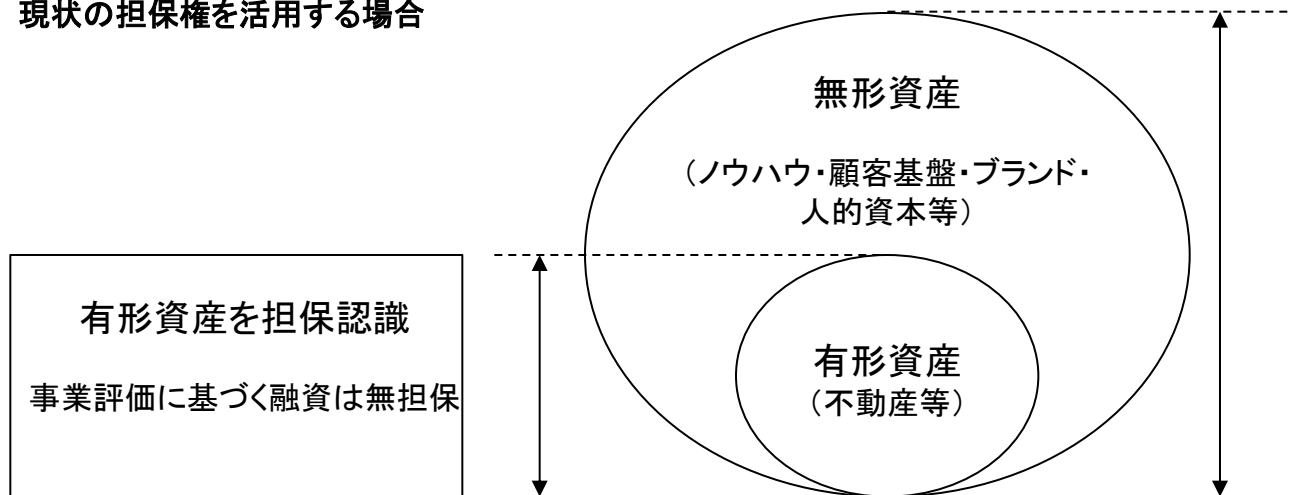 現状の担保権を活用する場合
無形資産
（ノウハウ・顧客基盤・ブランド・
人的資本等）
有形資産を担保認識
事業評価に基づく融資は無担保
有形資産
（不動産等）